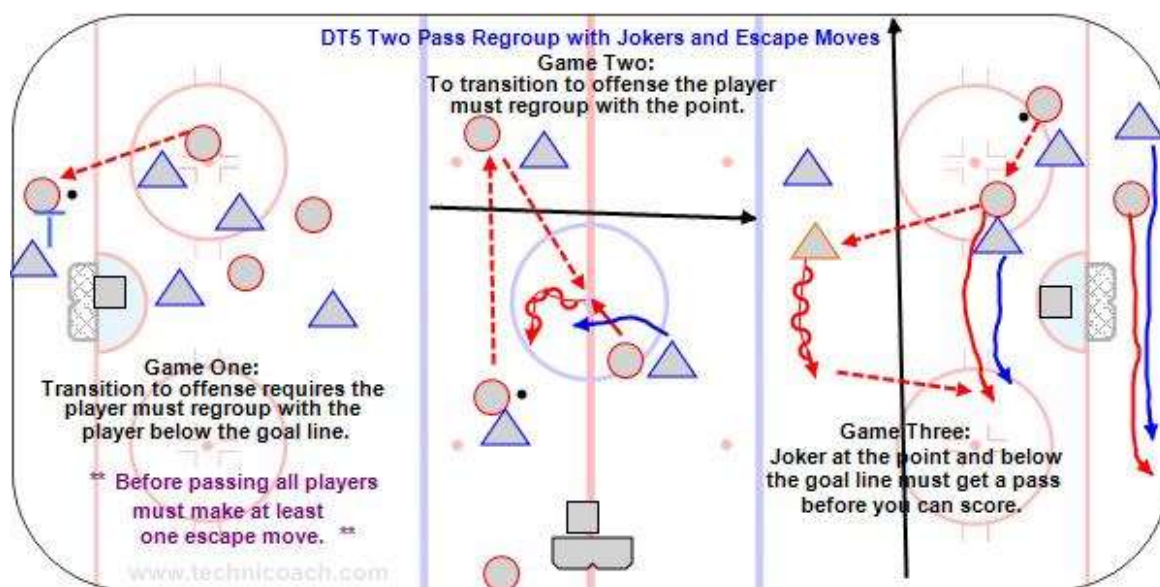 DT5 Two Pass Regroup with Jokers and Escape Moves
Game Two:
To transition to offense the player
must regroup with the point.
Game One:
Transition to offense requires the
player must regroup with the
player below the goal line.
** Before passing all players
must make at least
one escape move. **
Game Three:
Joker at the point and below
the goal line must get a pass
before you can score.
www.technicoach.com